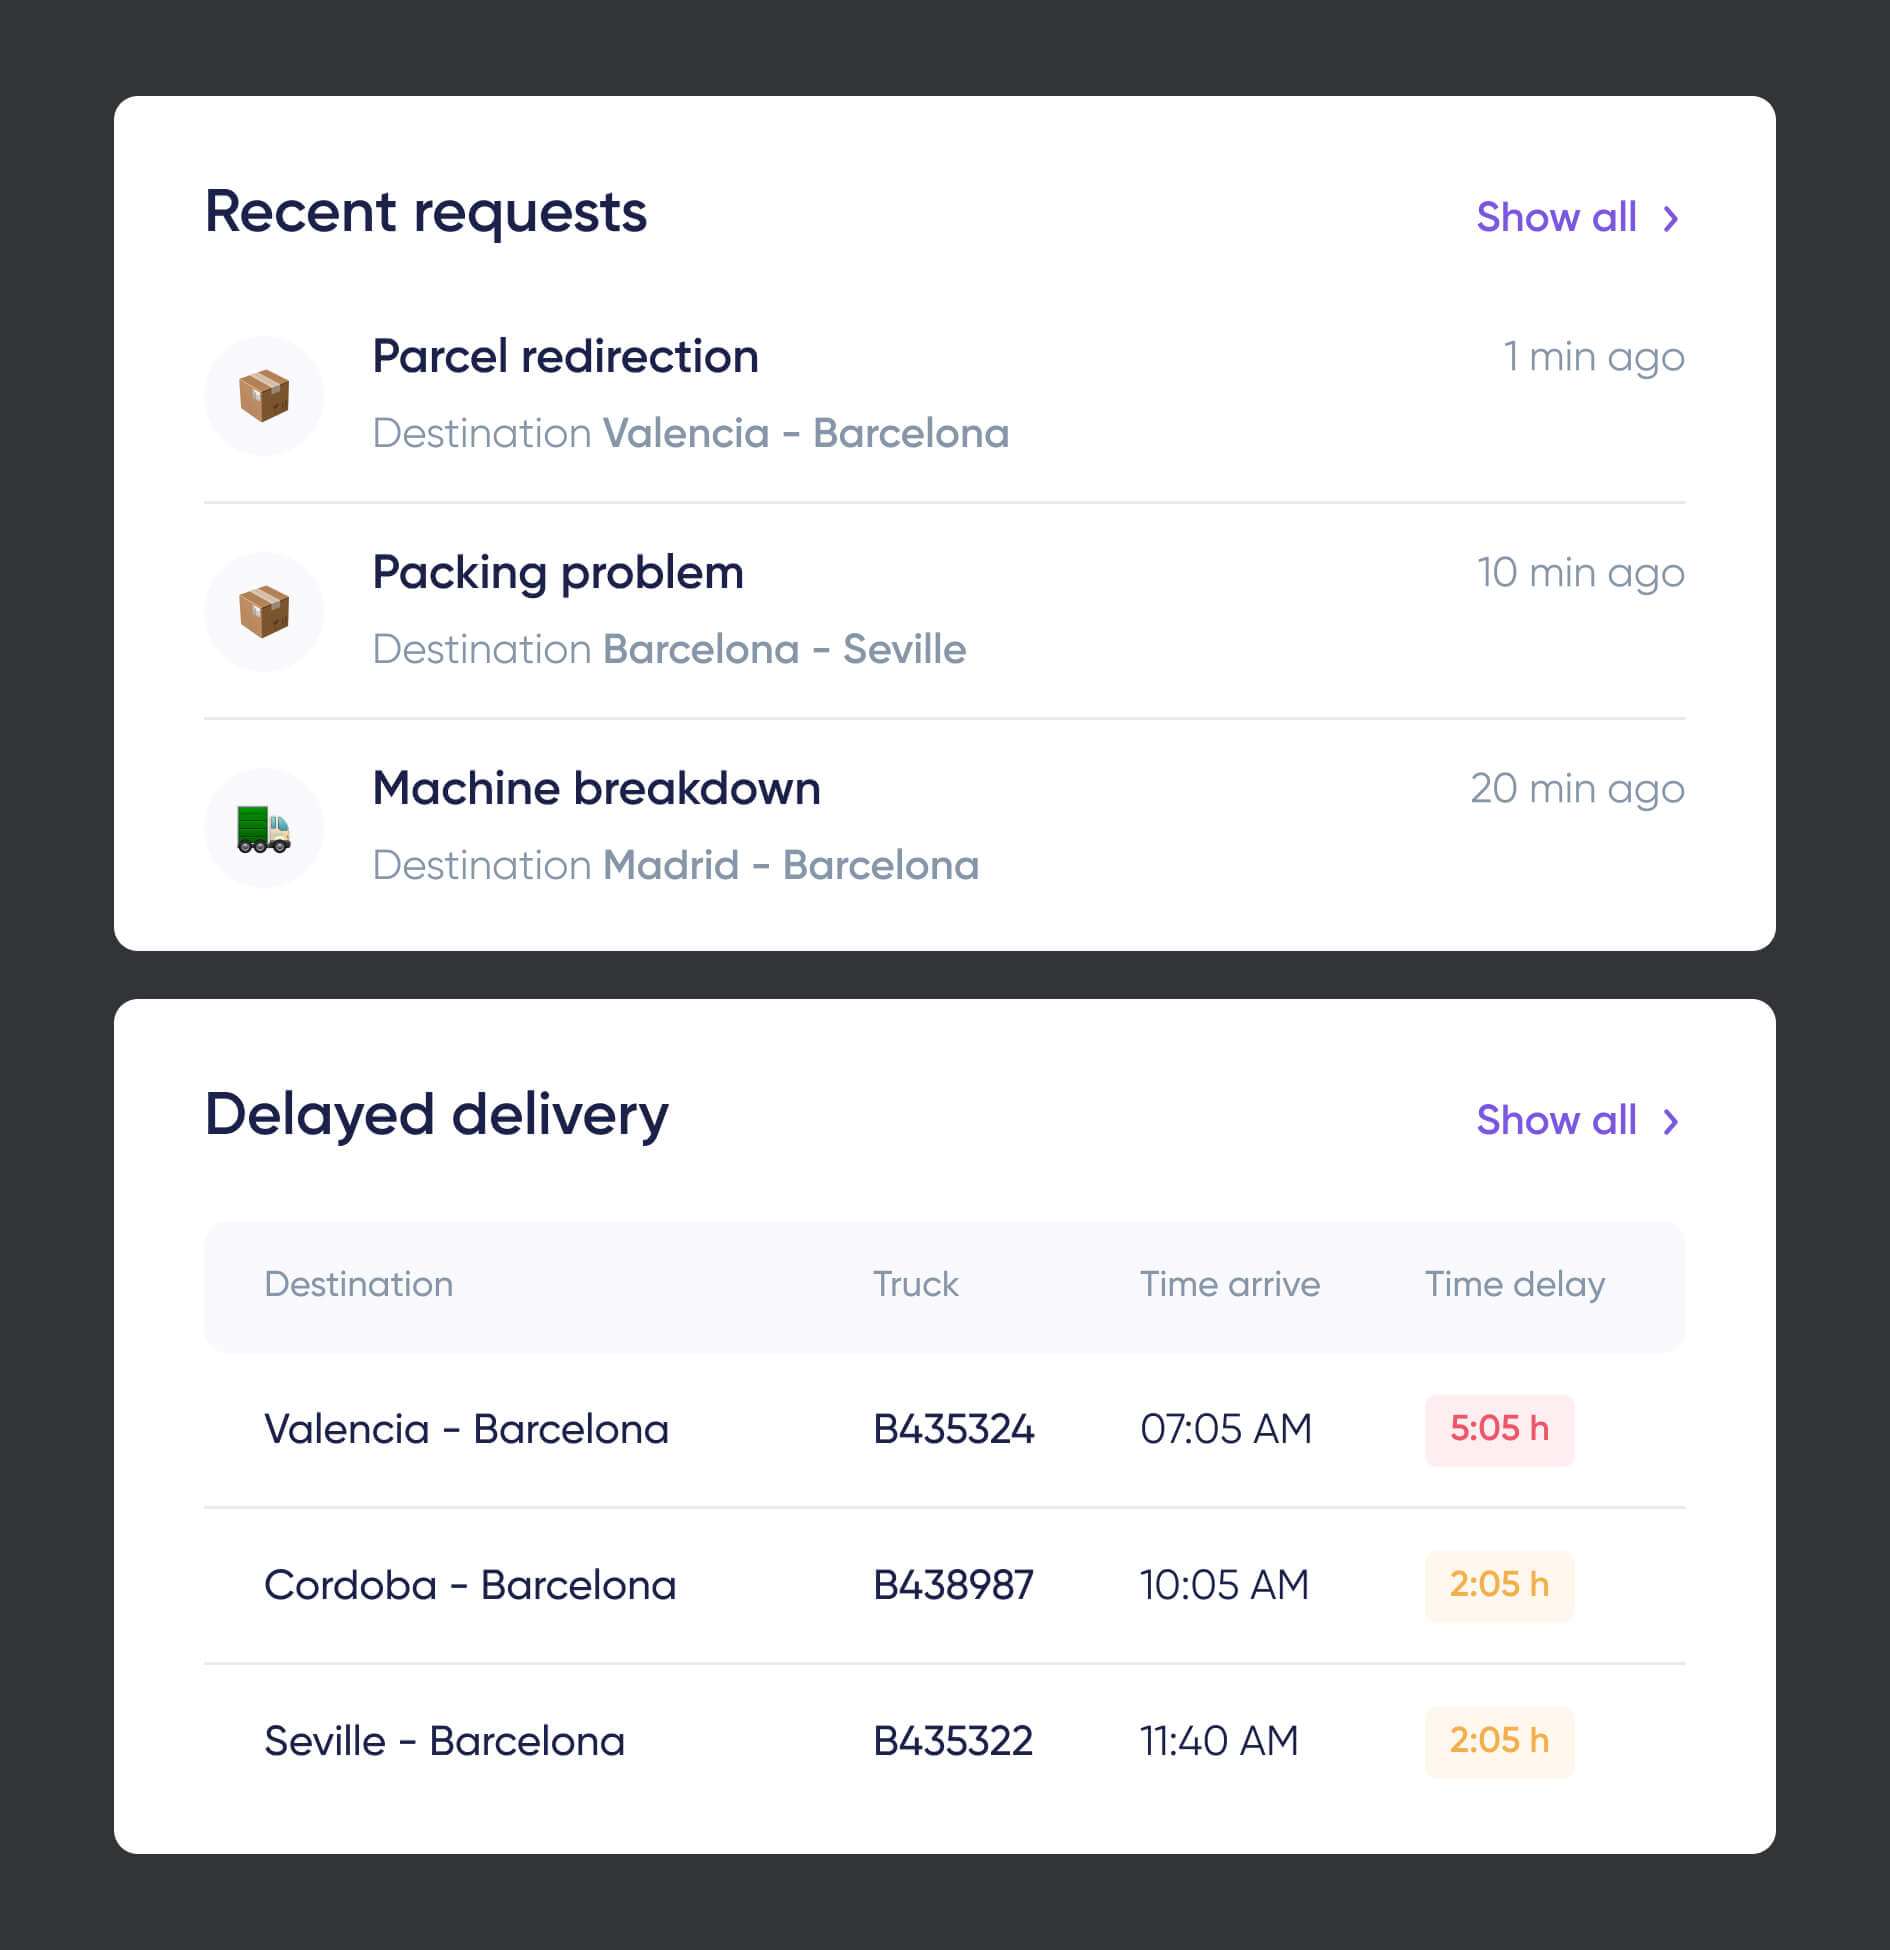 Recent requests
Show all
Parcel redirection
1 min ago
Destination Valencia - Barcelona
Packing problem
10 min ago
Destination Barcelona - Seville
Machine breakdown
20 min ago
Destination Madrid - Barcelona
Delayed delivery
Show all
Destination Truck Time arrive Time delay
Valencia - Barcelona B435324 07:05 AM 5:05 h
Cordoba - Barcelona B438987 10:05 AM 2:05 h
Seville - Barcelona B435322 11:40 AM 2:05 h